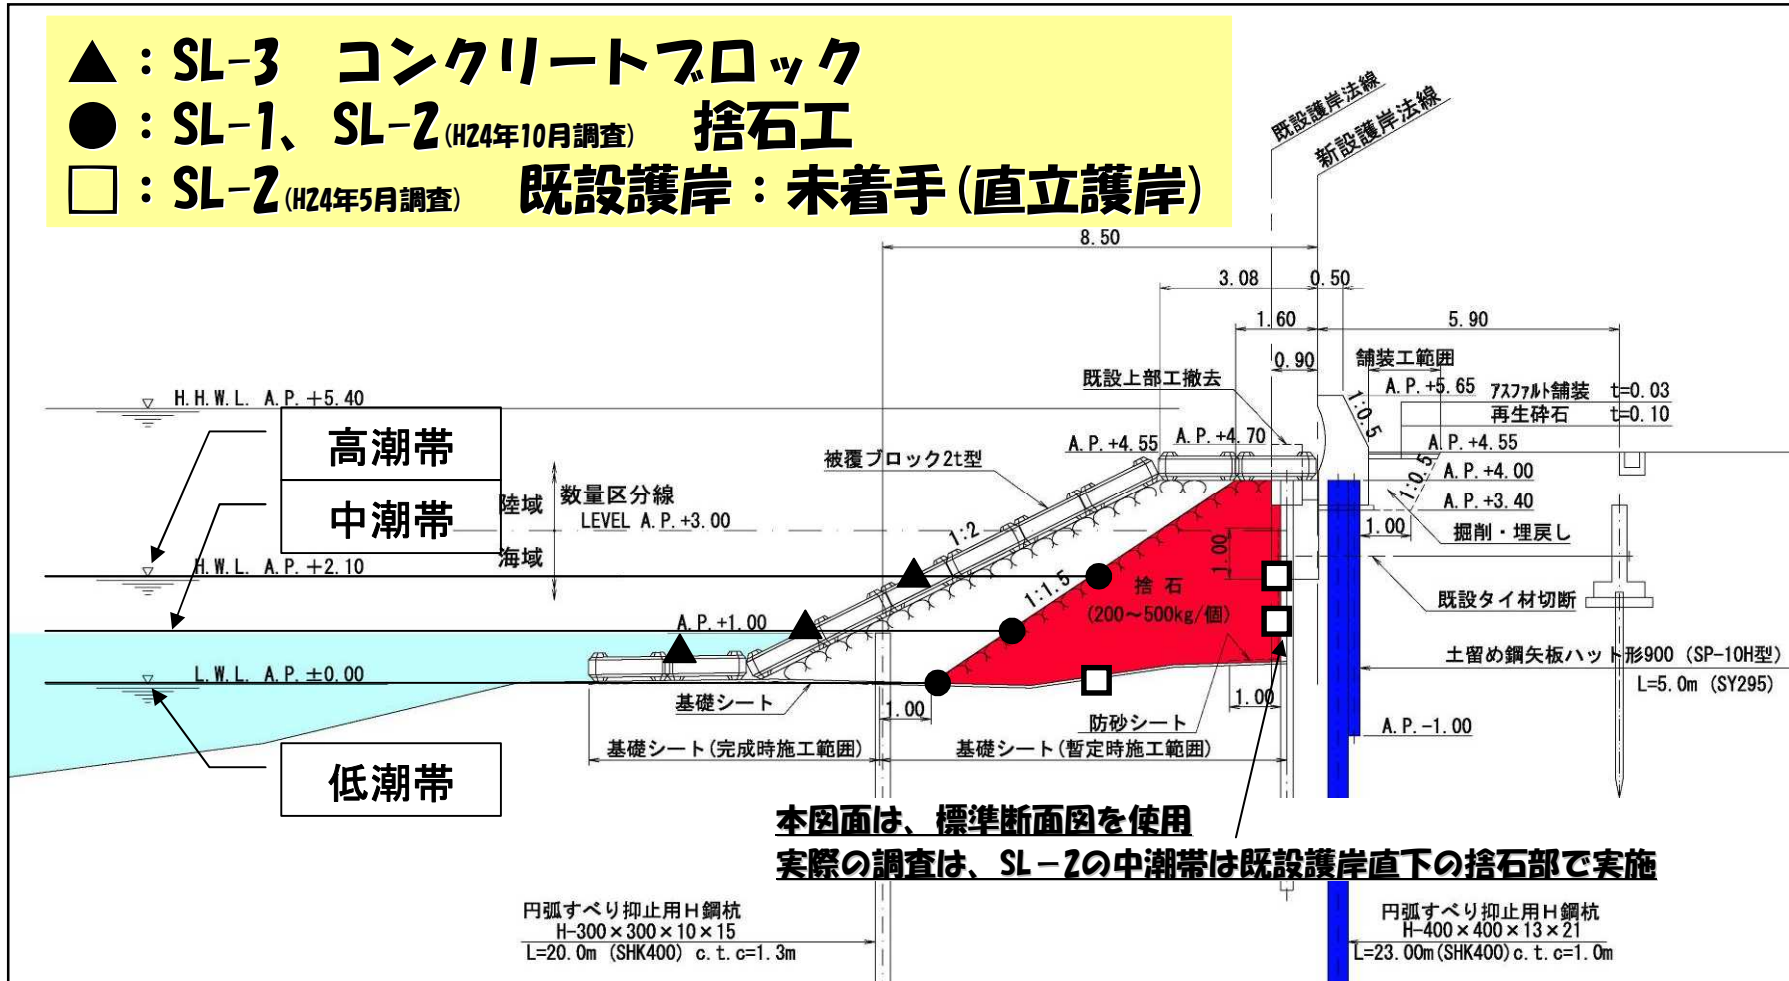 ▲：SL-3　コンクリートブロック
●：SL-1、SL-2(H24年10月調査)　捨石工
□：SL-2(H24年5月調査)　既設護岸：未着手(直立護岸)
既設護岸法線
新設護岸法線
8.50
3.08
0.50
1.60
5.90
0.90
舗装工範囲
既設上部工撤去
A.P.+5.65
アスファルト舗装　t=0.03
再生砕石　t=0.10
1:0.5
H.H.W.L. A.P.+5.40
高潮帯
A.P.+4.55
A.P.+4.70
A.P.+4.55
被覆ブロック2t型
A.P.+4.00
1:0.5
A.P.+3.40
陸域
数量区分線
LEVEL A.P.+3.00
海域
中潮帯
1:2
1.00
1.00
掘削・埋戻し
H.W.L. A.P.+2.10
1:1.5
捨石
(200～500kg/個)
既設タイ材切断
A.P.+1.00
土留め鋼矢板ハット形900（SP-10H型）
L=5.0m（SY295）
L.W.L. A.P.±0.00
基礎シート
1.00
1.00
防砂シート
A.P.-1.00
基礎シート(完成時施工範囲)
基礎シート(暫定時施工範囲)
低潮帯
本図面は、標準断面図を使用
実際の調査は、SL－2の中潮帯は既設護岸直下の捨石部で実施
円弧すべり抑止用H鋼杭
H-300×300×10×15
L=20.0m（SHK400）c.t.c=1.3m
円弧すべり抑止用H鋼杭
H-400×400×13×21
L=23.00m(SHK400)c.t.c=1.0m